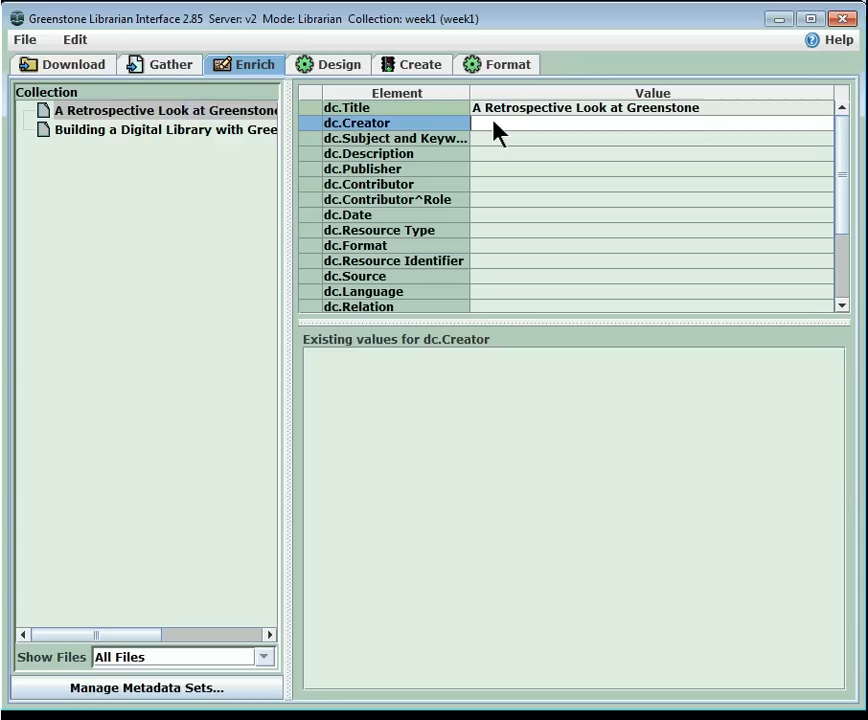 Greenstone Librarian Interface 2.85 Server: v2 Mode: Librarian Collection: week1 (week1)
File Edit Help
Download Gather Enrich Design Create Format
Collection
A Retrospective Look at Greenstone
Building a Digital Library with Gree
Element Value
dc.Title A Retrospective Look at Greenstone
dc.Creator
dc.Subject and Keyw...
dc.Description
dc.Publisher
dc.Contributor
dc.Contributor^Role
dc.Date
dc.Resource Type
dc.Format
dc.Resource Identifier
dc.Source
dc.Language
dc.Relation
Existing values for dc.Creator
Show Files All Files
Manage Metadata Sets...